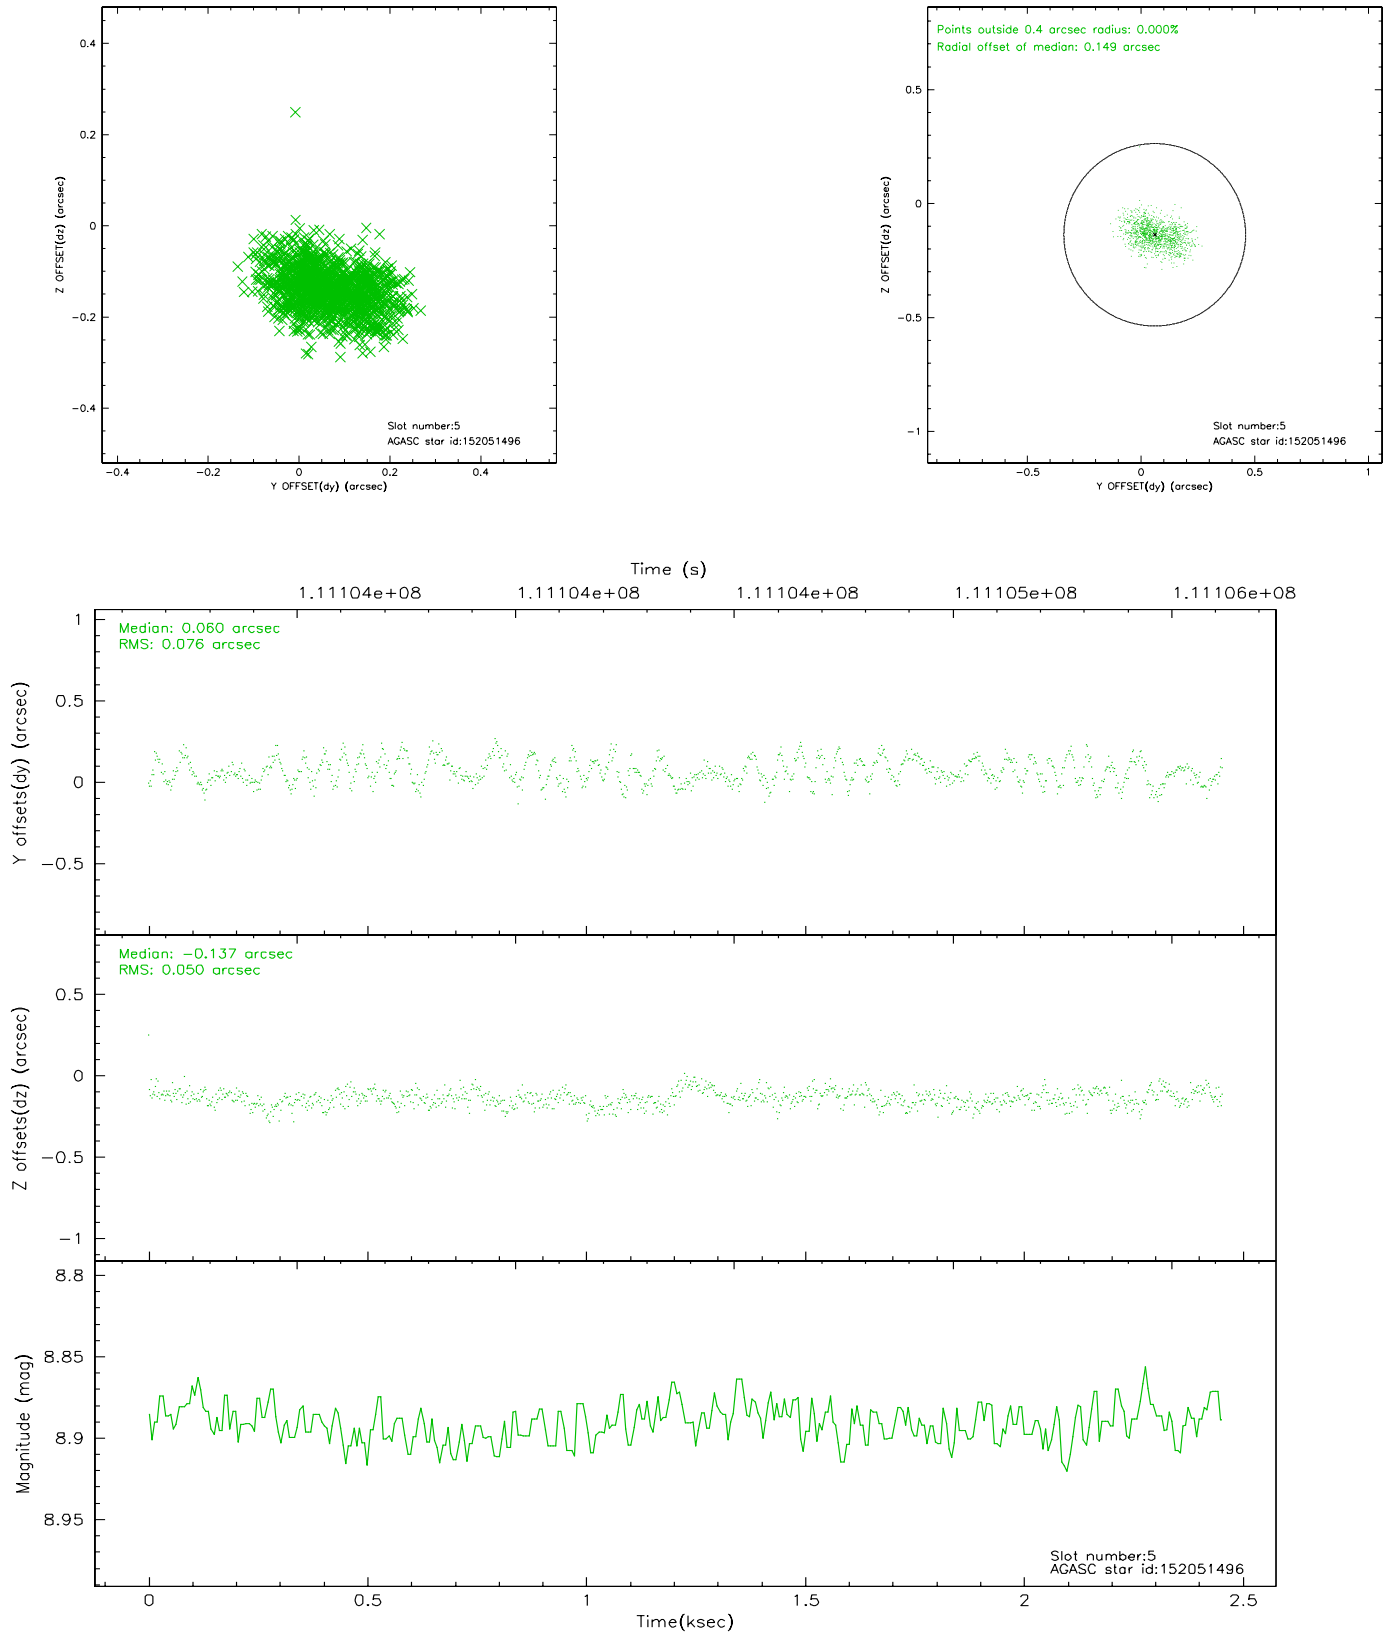 0.4
0.2
0
-0.2
-0.4
Z OFFSET(dz) (arcsec)
-0.4 -0.2 0 0.2 0.4
Y OFFSET(dy) (arcsec)
Slot number:5
AGASC star id:152051496
Points outside 0.4 arcsec radius: 0.000%
Radial offset of median: 0.149 arcsec
0.5
0
-0.5
-1
Z OFFSET(dz) (arcsec)
-0.5 0 0.5 1
Y OFFSET(dy) (arcsec)
Slot number:5
AGASC star id:152051496
Time (s)
1.11104e+08 1.11104e+08 1.11104e+08 1.11105e+08 1.11106e+08
Median: 0.060 arcsec
RMS: 0.076 arcsec
1
0.5
0
-0.5
Y offsets(dy) (arcsec)
Median: -0.137 arcsec
RMS: 0.050 arcsec
0.5
0
-0.5
-1
Z offsets(dz) (arcsec)
8.8
8.85
8.9
8.95
Magnitude (mag)
Slot number:5
AGASC star id:152051496
0 0.5 1 1.5 2 2.5
Time(ksec)